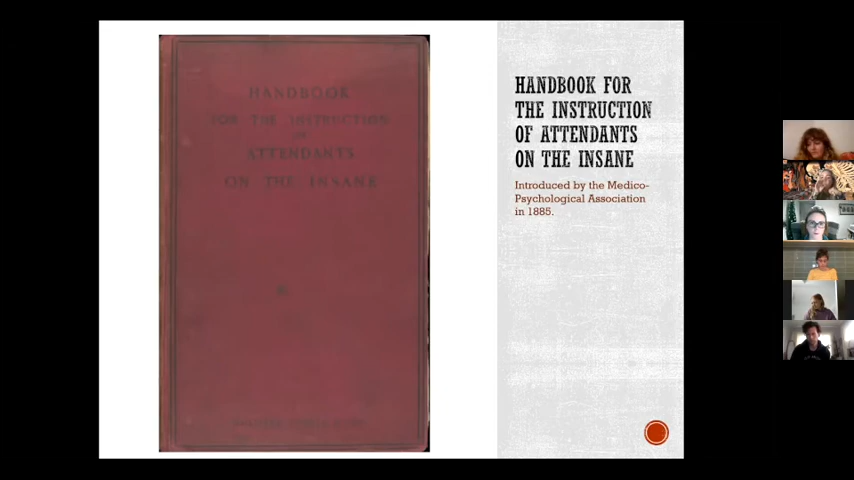 HANDBOOK
FOR THE INSTRUCTION
OF
ATTENDANTS
ON THE INSANE
HANDBOOK FOR
THE INSTRUCTION
OF ATTENDANTS
ON THE INSANE
Introduced by the Medico-
Psychological Association
in 1885.